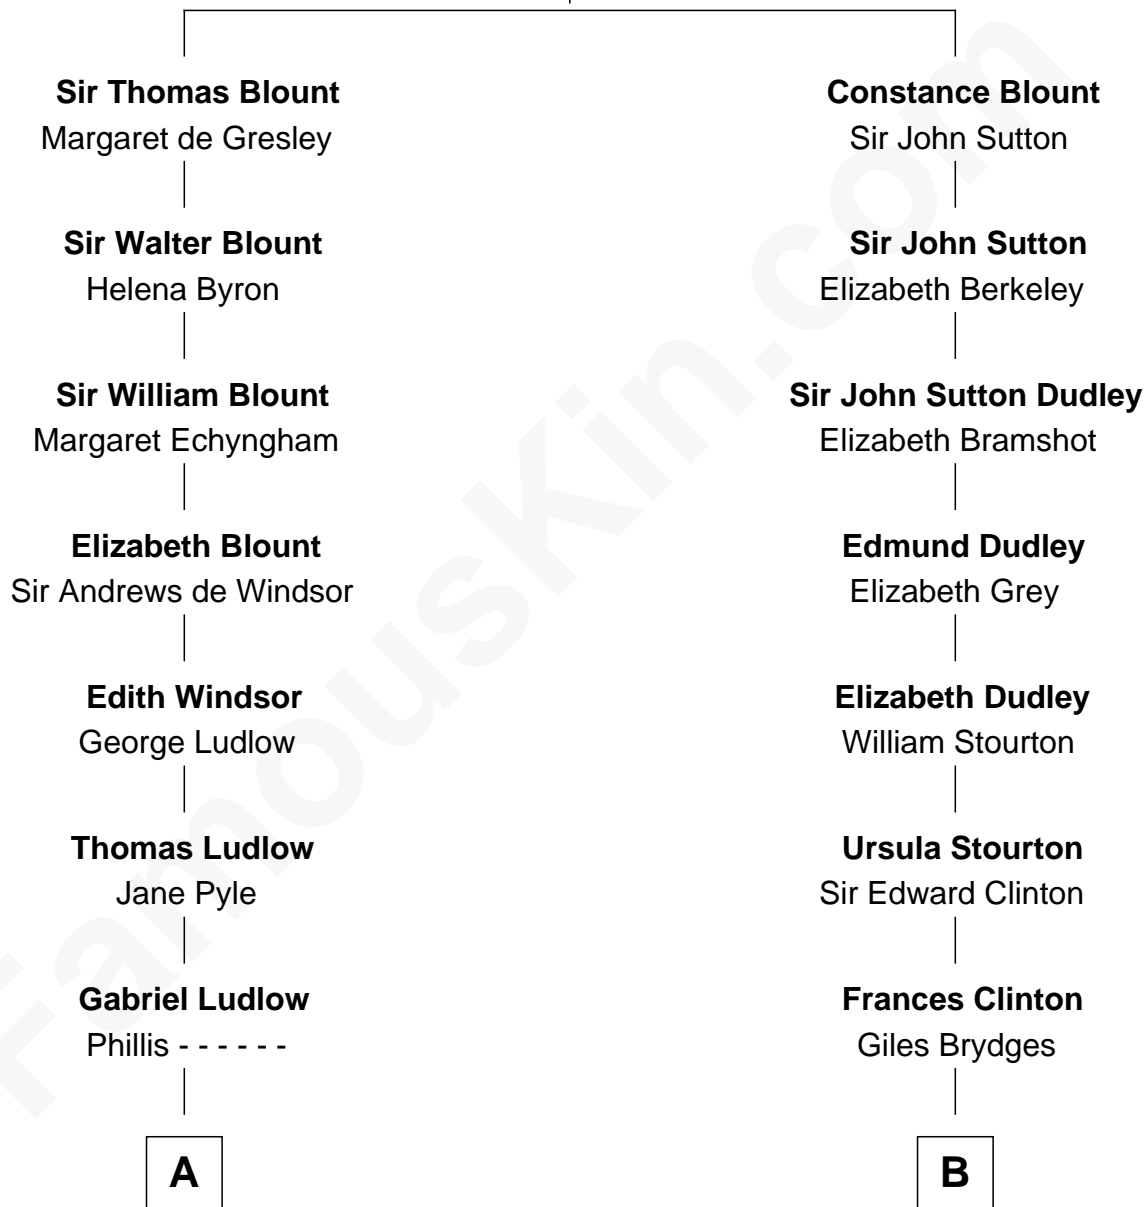 Sir Thomas Blount
Margaret de Gresley
Sir Walter Blount
Helena Byron
Sir William Blount
Margaret Echyngham
Elizabeth Blount
Sir Andrews de Windsor
Edith Windsor
George Ludlow
Thomas Ludlow
Jane Pyle
Gabriel Ludlow
Phillis - - - - - -
A
Constance Blount
Sir John Sutton
Sir John Sutton
Elizabeth Berkeley
Sir John Sutton Dudley
Elizabeth Bramshot
Edmund Dudley
Elizabeth Grey
Elizabeth Dudley
William Stourton
Ursula Stourton
Sir Edward Clinton
Frances Clinton
Giles Brydges
B
FamousKin.com